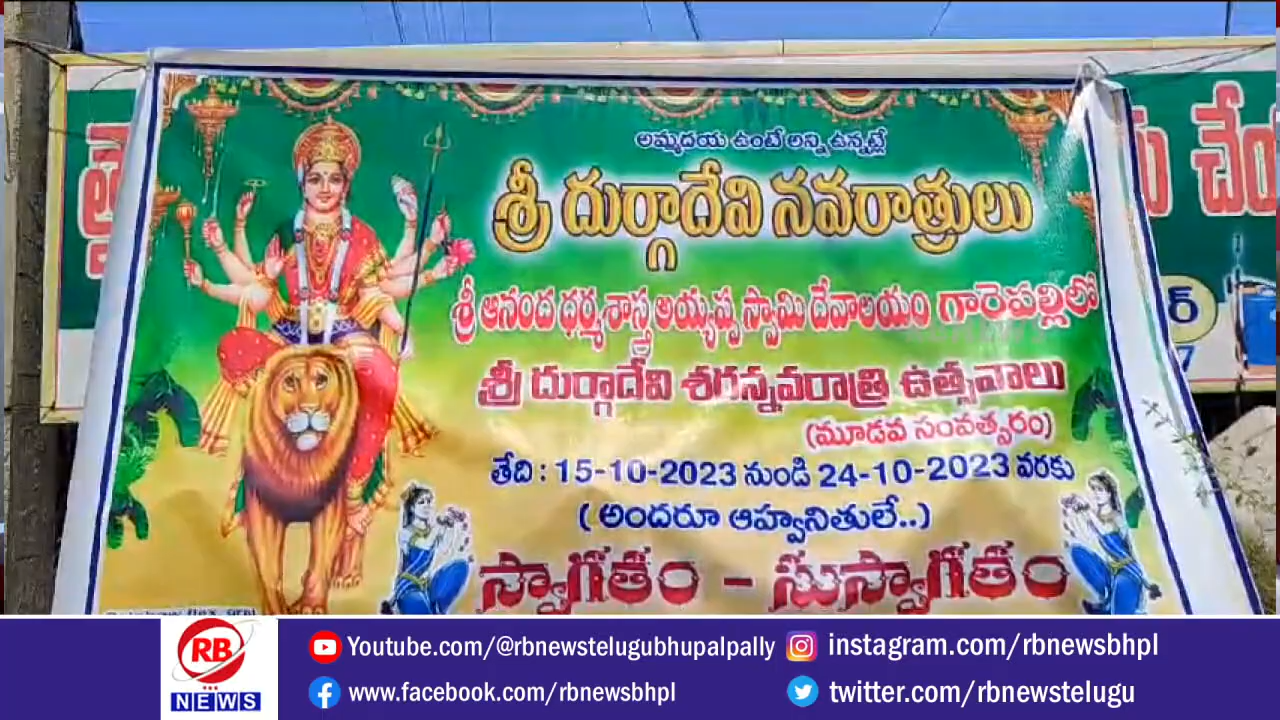 అమ్మదయ ఉంటే అన్ని ఉన్నట్లే
శ్రీ దుర్గాదేవి నవరాత్రులు
శ్రీ ఆనంద ధర్మశాస్త్ర అయ్యప్ప స్వామి దేవాలయం గారెపల్లిలో
శ్రీ దుర్గాదేవి శరన్నవరాత్రి ఉత్సవాలు
(మూడవ సంవత్సరం)
తేది : 15-10-2023 నుండి 24-10-2023 వరకు
( అందరూ ఆహ్వానితులే..)
స్వాగతం – సుస్వాగతం
RB
NEWS
Youtube.com/@rbnewstelugubhupalpally
instagram.com/rbnewsbhpl
www.facebook.com/rbnewsbhpl
twitter.com/rbnewstelugu